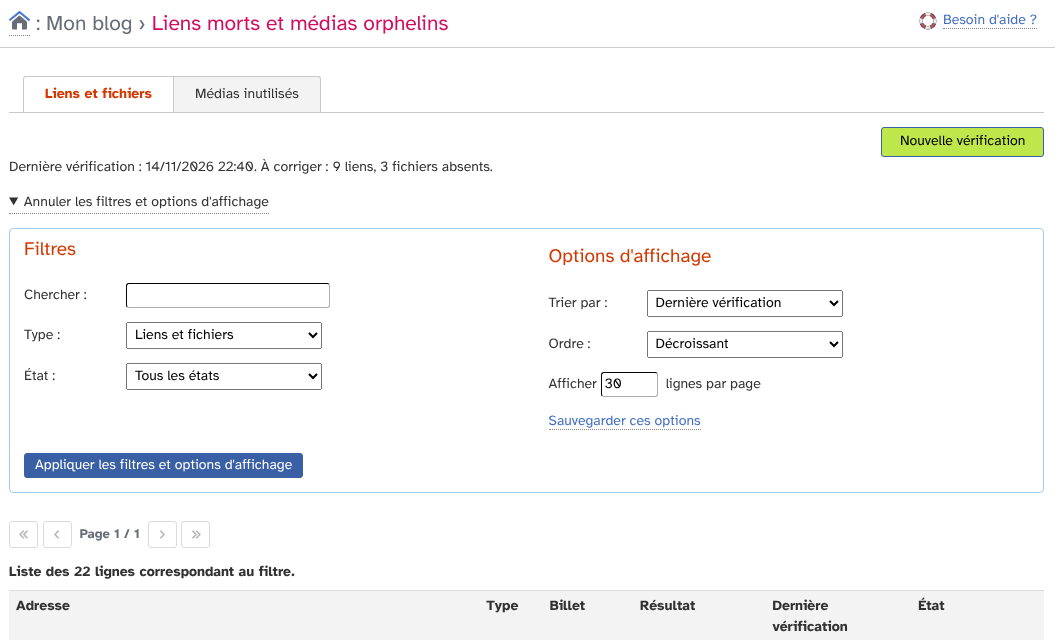 : Mon blog › Liens morts et médias orphelins
Besoin d'aide ?
Liens et fichiers
Médias inutilisés
Nouvelle vérification
Dernière vérification : 14/11/2026 22:40. À corriger : 9 liens, 3 fichiers absents.
▼ Annuler les filtres et options d'affichage
Filtres
Chercher :
Type : Liens et fichiers
État : Tous les états
Options d'affichage
Trier par : Dernière vérification
Ordre : Décroissant
Afficher 30 lignes par page
Sauvegarder ces options
Appliquer les filtres et options d'affichage
« ‹ Page 1 / 1 › »
Liste des 22 lignes correspondant au filtre.
Adresse Type Billet Résultat Dernière vérification État